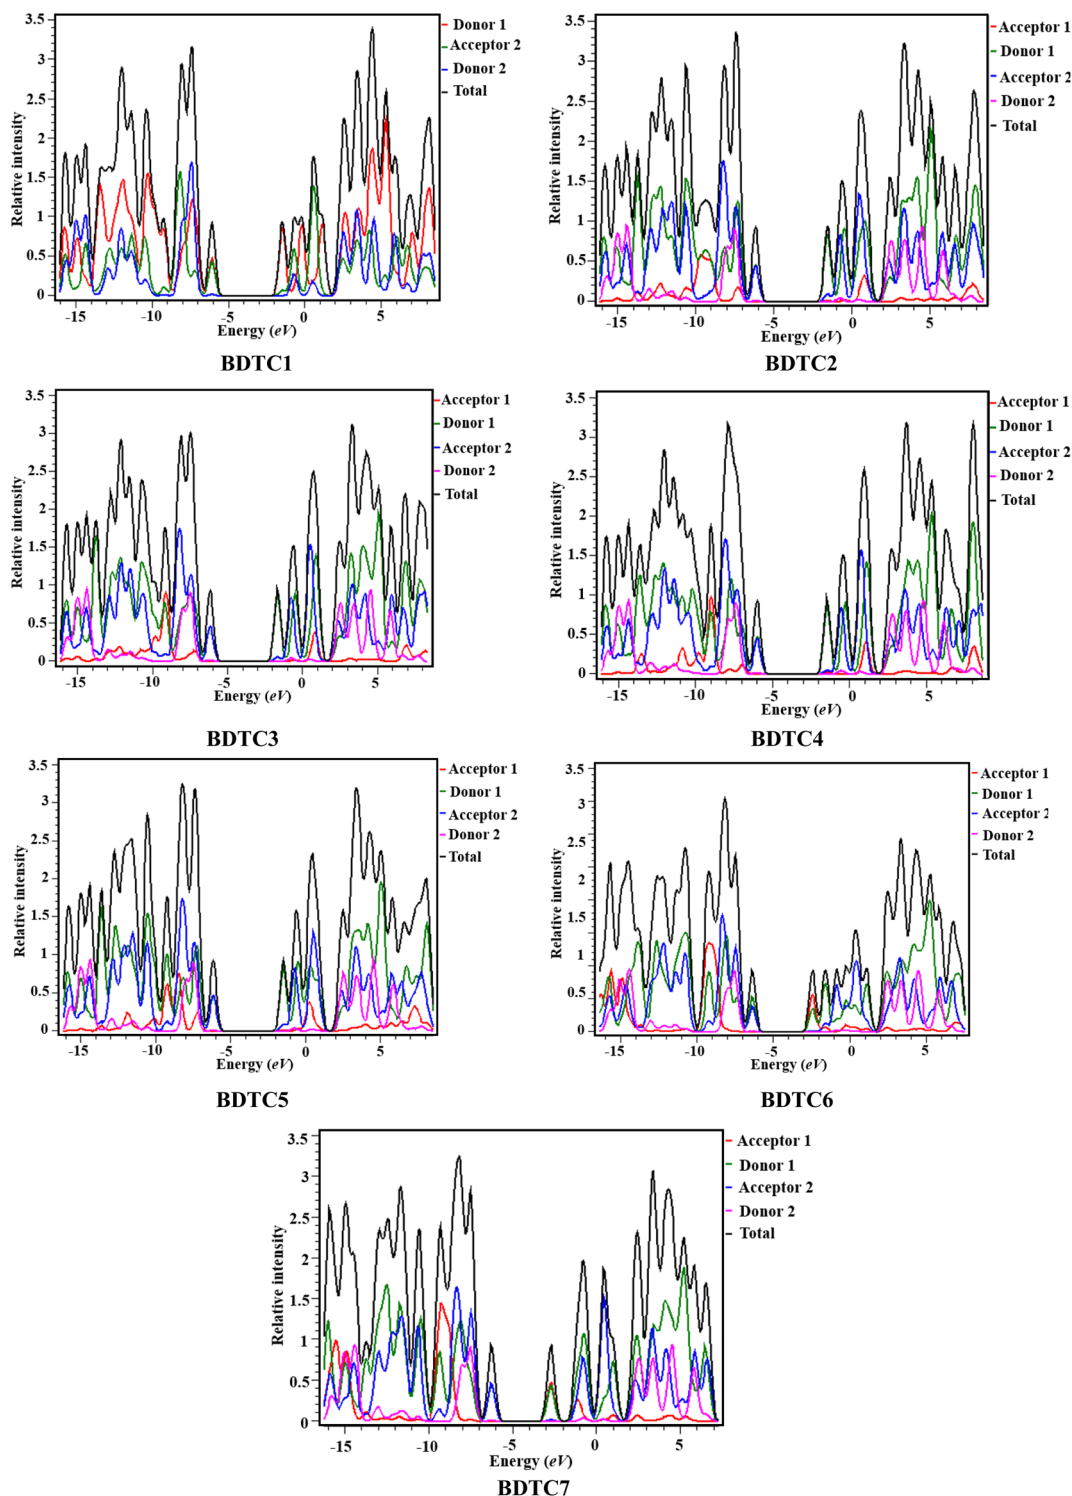 Relative intensity
3.5
3
2.5
2
1.5
1
0.5
0
-15
-10
-5
0
5
Energy (eV)
Donor 1
Acceptor 2
Donor 2
Total
BDTC1
Relative intensity
3.5
3
2.5
2
1.5
1
0.5
0
-15
-10
-5
0
5
Energy (eV)
Acceptor 1
Donor 1
Acceptor 2
Donor 2
Total
BDTC2
Relative intensity
3.5
3
2.5
2
1.5
1
0.5
0
-15
-10
-5
0
5
Energy (eV)
Acceptor 1
Donor 1
Acceptor 2
Donor 2
Total
BDTC3
Relative intensity
3.5
3
2.5
2
1.5
1
0.5
0
-15
-10
-5
0
5
Energy (eV)
Acceptor 1
Donor 1
Acceptor 2
Donor 2
Total
BDTC4
Relative intensity
3.5
3
2.5
2
1.5
1
0.5
0
-15
-10
-5
0
5
Energy (eV)
Acceptor 1
Donor 1
Acceptor 2
Donor 2
Total
BDTC5
Relative intensity
3.5
3
2.5
2
1.5
1
0.5
0
-15
-10
-5
0
5
Energy (eV)
Acceptor 1
Donor 1
Acceptor 2
Donor 2
Total
BDTC6
Relative intensity
3.5
3
2.5
2
1.5
1
0.5
0
-15
-10
-5
0
5
Energy (eV)
Acceptor 1
Donor 1
Acceptor 2
Donor 2
Total
BDTC7